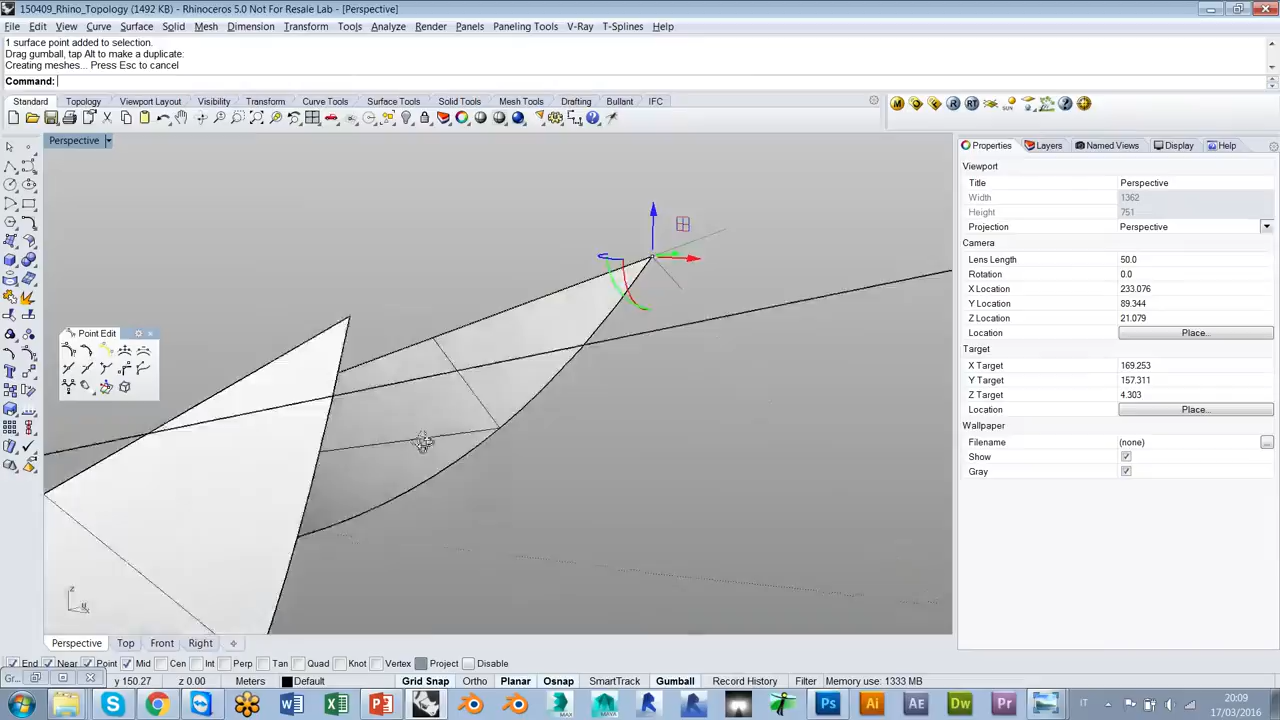 150409_Rhino_Topology (1492 KB) - Rhinoceros 5.0 Not For Resale Lab - [Perspective]
File Edit View Curve Surface Solid Mesh Dimension Transform Tools Analyze Render Panels Paneling Tools V-Ray T-Splines Help
1 surface point added to selection.
Drag gumball, tap Alt to make a duplicate:
Creating meshes... Press Esc to cancel
Command:
Standard Topology Viewport Layout Visibility Transform Curve Tools Surface Tools Solid Tools Mesh Tools Drafting Bullant IFC
Perspective
Properties Layers Named Views Display Help
Viewport
Title Perspective
Width 1362
Height 751
Projection Perspective
Camera
Lens Length 50.0
Rotation 0.0
X Location 233.076
Y Location 89.344
Z Location 21.079
Location Place...
Target
X Target 169.253
Y Target 157.311
Z Target 4.303
Location Place...
Wallpaper
Filename (none)
Show
Gray
Point Edit
z
Perspective Top Front Right
End Near Point Mid Cen Int Perp Tan Quad Knot Vertex Project Disable
Gr...
y 150.27 z 0.00 Meters Default Grid Snap Ortho Planar Osnap SmartTrack Gumball Record History Filter Memory use: 1333 MB
IT 20:09
17/03/2016